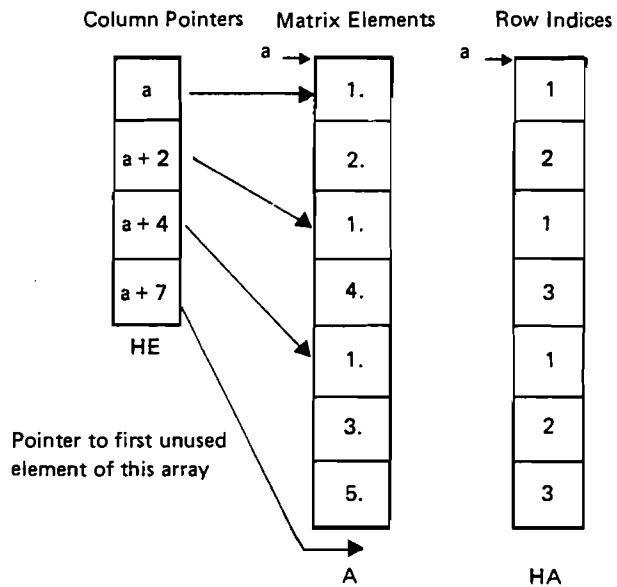 Column Pointers
Matrix Elements
Row Indices
a
a
a
a + 2
a + 4
a + 7
HE
1.
2.
1.
4.
1.
3.
5.
A
1
2
1
3
1
2
3
HA
Pointer to first unused
element of this array